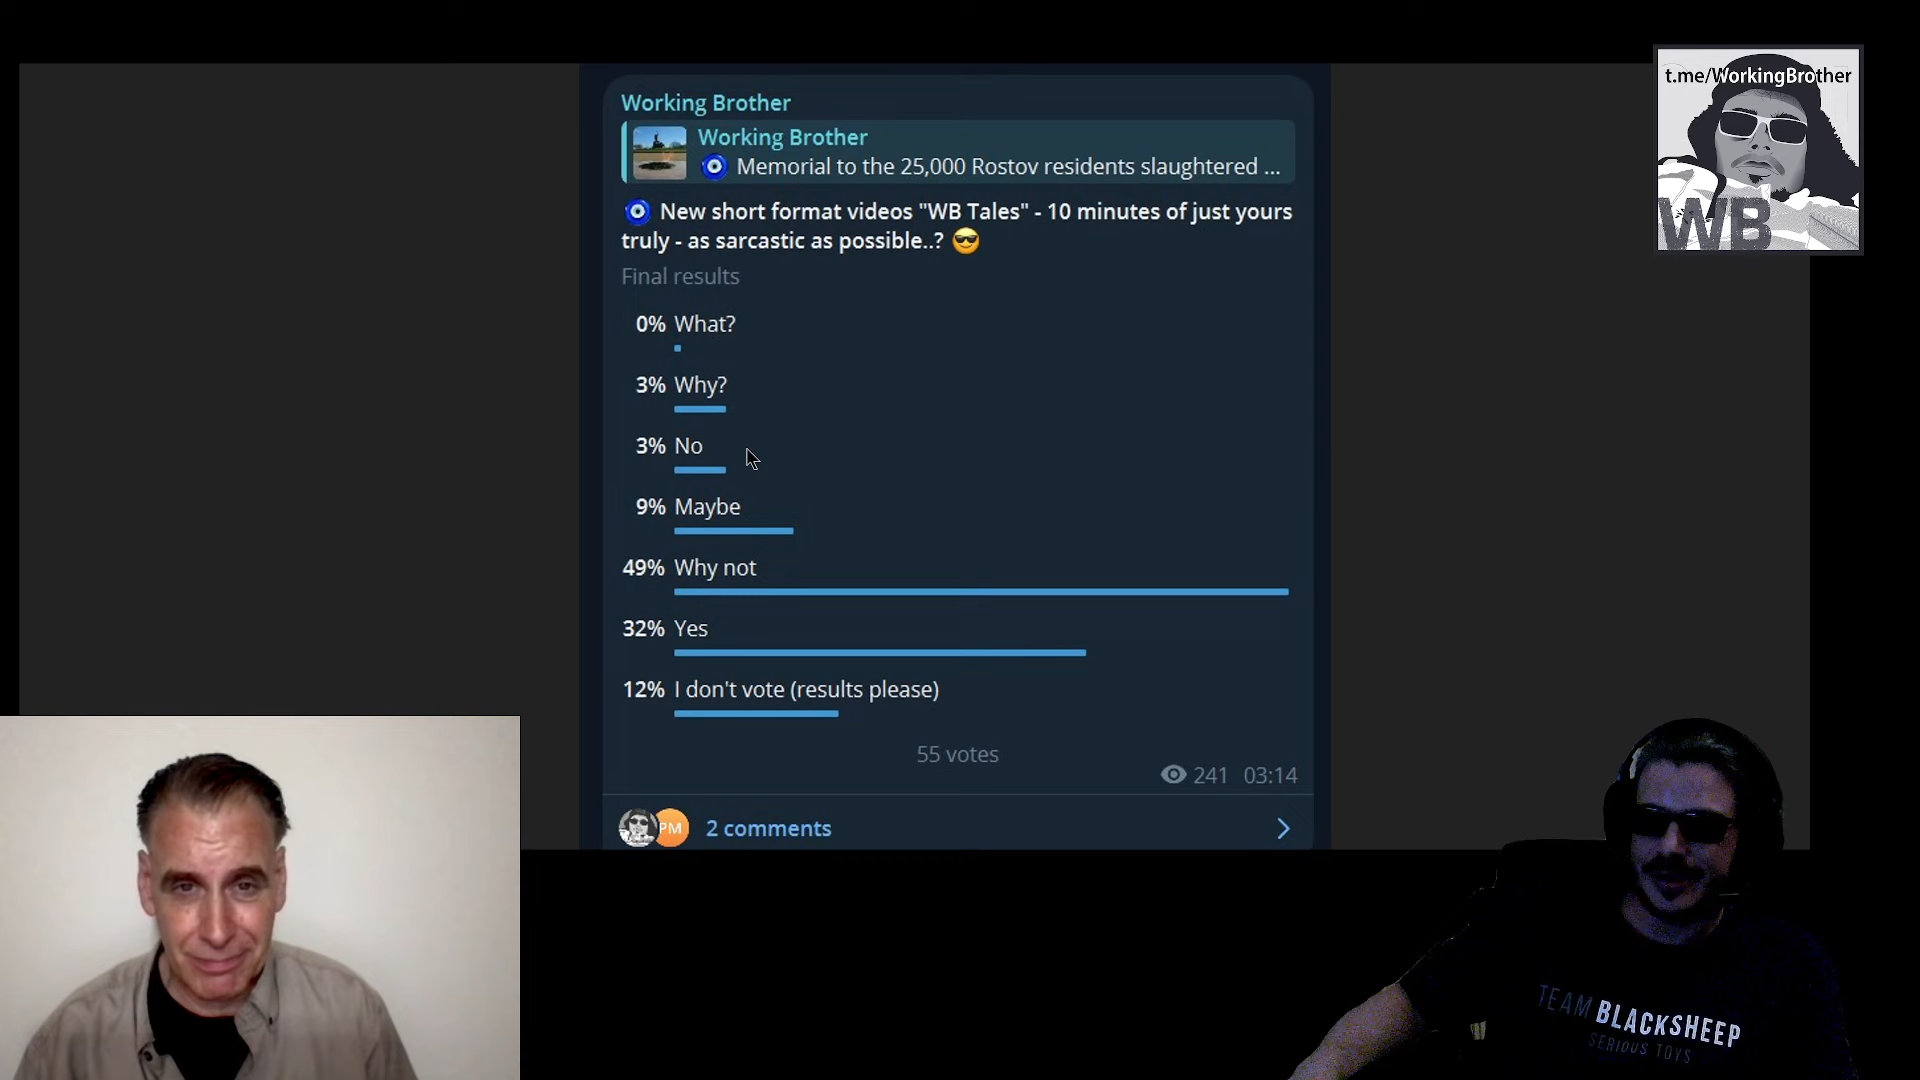 t.me/WorkingBrother
WB
Working Brother
Working Brother
Memorial to the 25,000 Rostov residents slaughtered ...
New short format videos "WB Tales" - 10 minutes of just yours
truly - as sarcastic as possible..? 😎
Final results
0% What?
3% Why?
3% No
9% Maybe
49% Why not
32% Yes
12% I don't vote (results please)
55 votes
241 03:14
PM
2 comments
TEAM BLACKSHEEP
SERIOUS TOYS